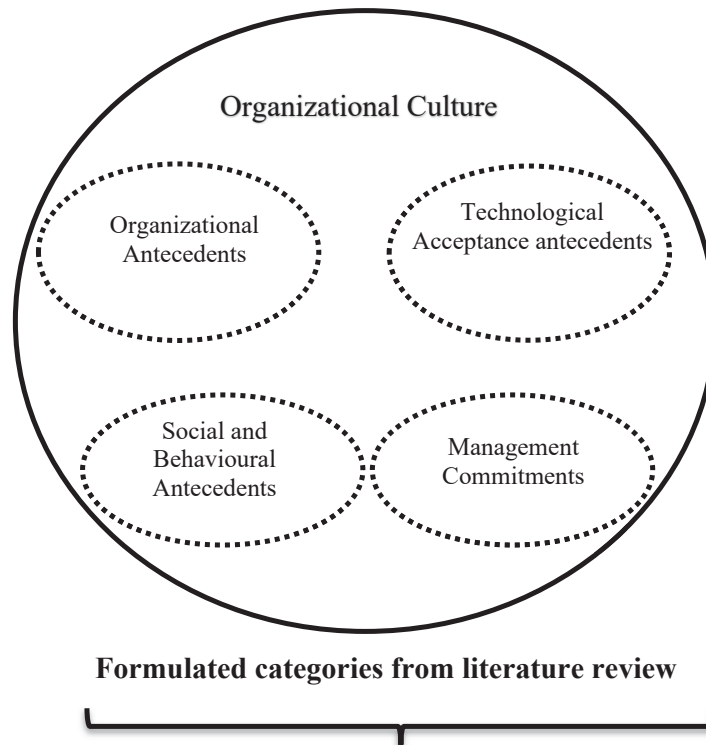 Organizational Culture
Organizational
Antecedents
Technological
Acceptance antecedents
Social and
Behavioural
Antecedents
Management
Commitments
Formulated categories from literature review